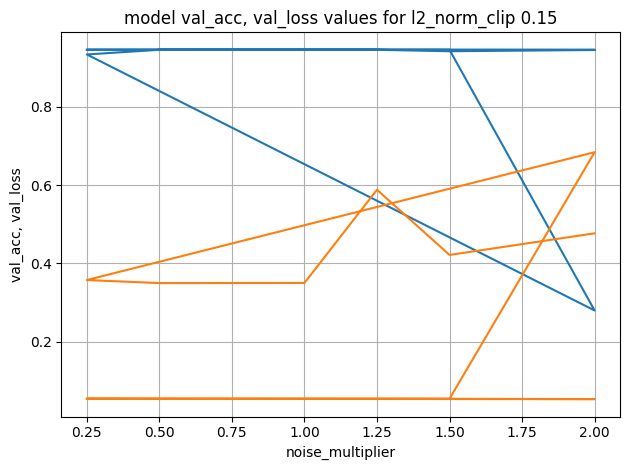 model val_acc, val_loss values for l2_norm_clip 0.15
val_acc, val_loss
0.8
0.6
0.4
0.2
0.25 0.50 0.75 1.00 1.25 1.50 1.75 2.00
noise_multiplier